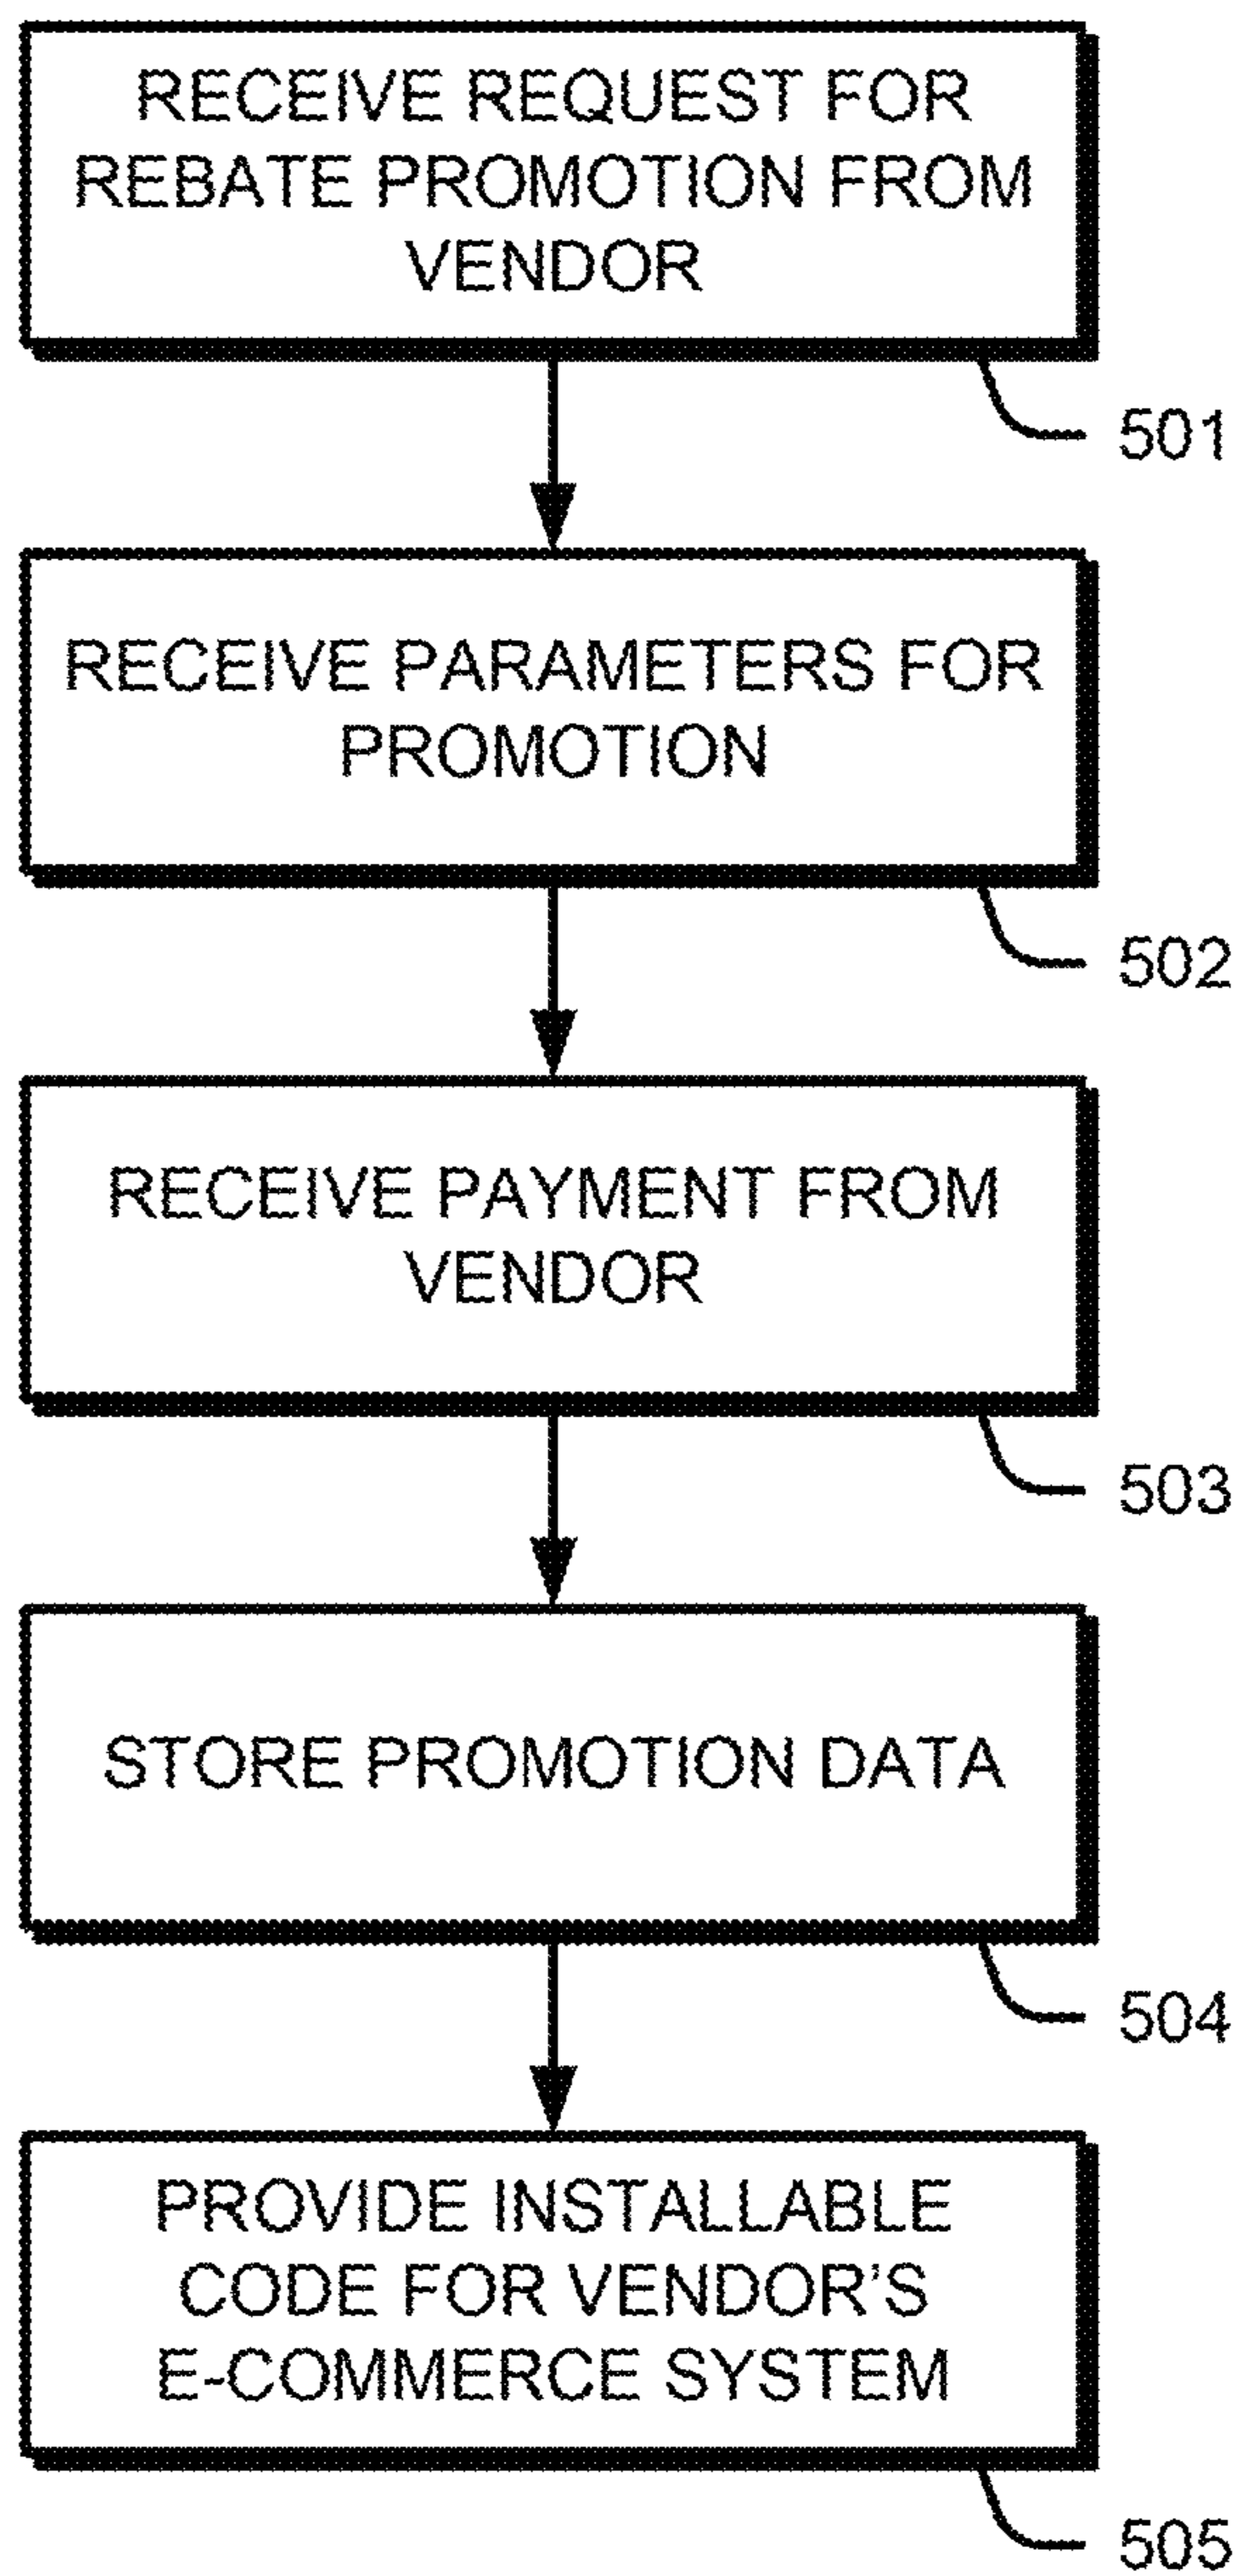 RECEIVE REQUEST FOR
REBATE PROMOTION FROM
VENDOR
501
RECEIVE PARAMETERS FOR
PROMOTION
502
RECEIVE PAYMENT FROM
VENDOR
503
STORE PROMOTION DATA
504
PROVIDE INSTALLABLE
CODE FOR VENDOR'S
E-COMMERCE SYSTEM
505